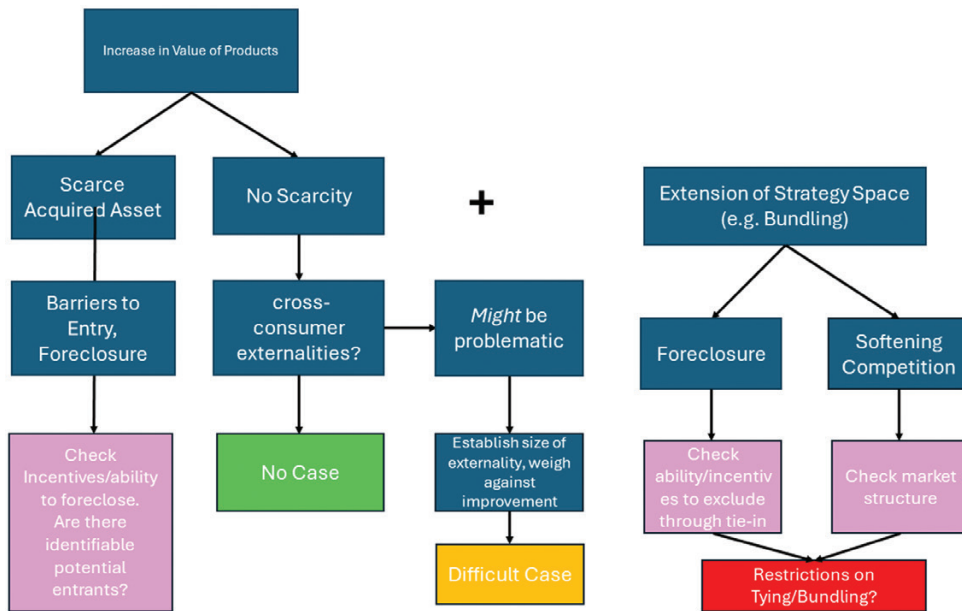 Increase in Value of Products
Scarce
Acquired Asset
No Scarcity
+
Extension of Strategy Space
(e.g. Bundling)
Barriers to
Entry,
Foreclosure
cross-
consumer
externalities?
Might be
problematic
Foreclosure
Softening
Competition
Check
Incentives/ability
to foreclose.
Are there
identifiable
potential
entrants?
No Case
Establish size of
externality, weigh
against
improvement
Check
ability/incentiv
es to exclude
through tie-in
Check market
structure
Difficult Case
Restrictions on
Tying/Bundling?